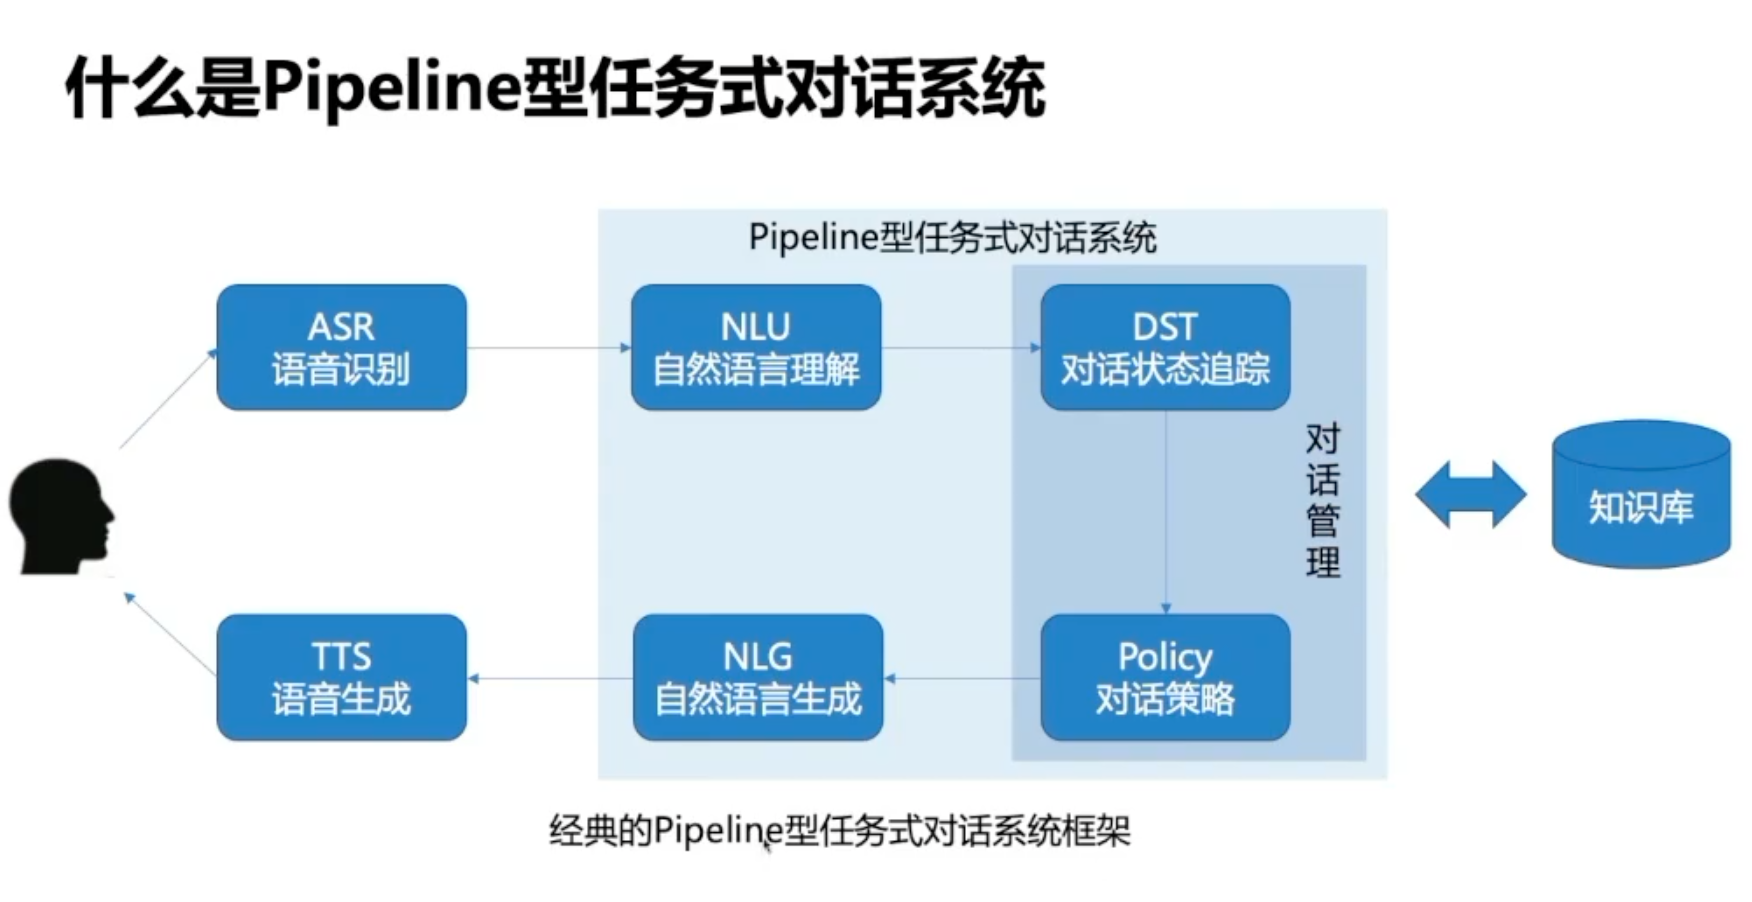 什么是Pipeline型任务式对话系统
Pipeline型任务式对话系统
ASR
语音识别
NLU
自然语言理解
DST
对话状态追踪
对话管理
知识库
TTS
语音生成
NLG
自然语言生成
Policy
对话策略
经典的Pipeline型任务式对话系统框架